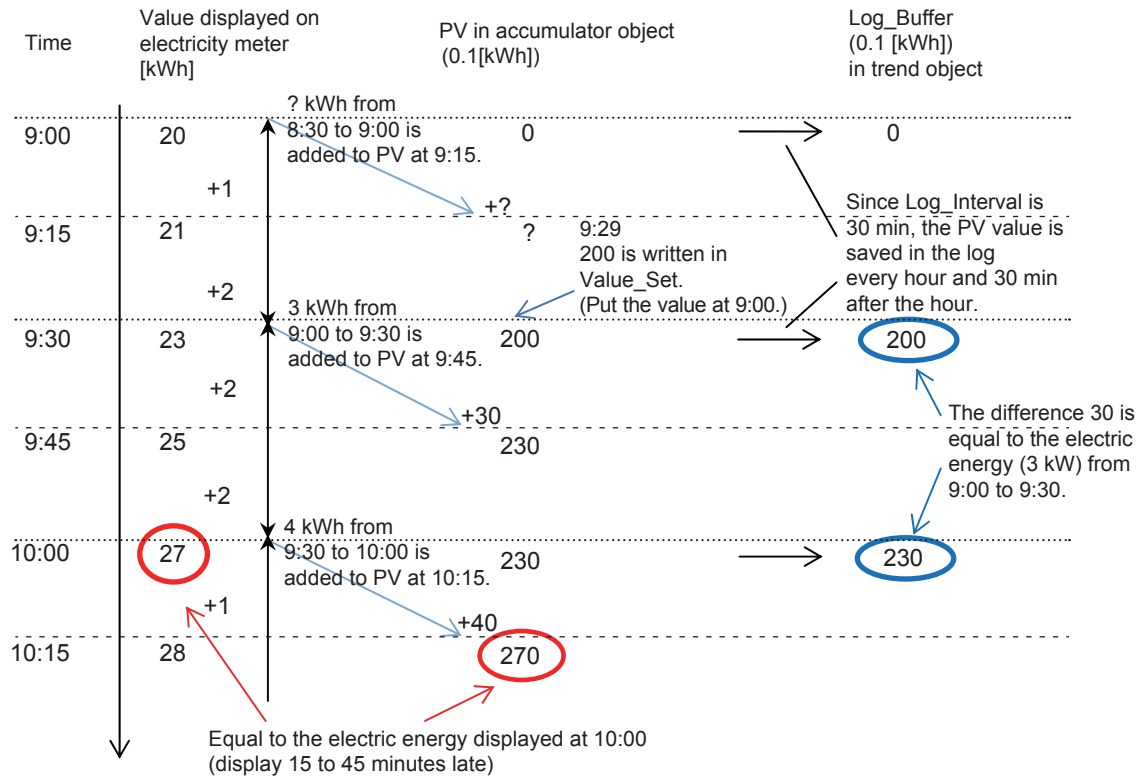 Time
Value displayed on
electricity meter
[kWh]
PV in accumulator object
(0.1[kWh])
Log_Buffer
(0.1 [kWh])
in trend object
? kWh from
8:30 to 9:00 is
added to PV at 9:15.
9:00
20
0
0
+1
+?
9:15
21
?
9:29
200 is written in
Value_Set.
(Put the value at 9:00.)
Since Log_Interval is
30 min, the PV value is
saved in the log
every hour and 30 min
after the hour.
+2
3 kWh from
9:00 to 9:30 is
added to PV at 9:45.
9:30
23
200
200
+2
+30
9:45
25
230
The difference 30 is
equal to the electric
energy (3 kW) from
9:00 to 9:30.
+2
4 kWh from
9:30 to 10:00 is
added to PV at 10:15.
10:00
27
230
230
+1
+40
10:15
28
270
Equal to the electric energy displayed at 10:00
(display 15 to 45 minutes late)